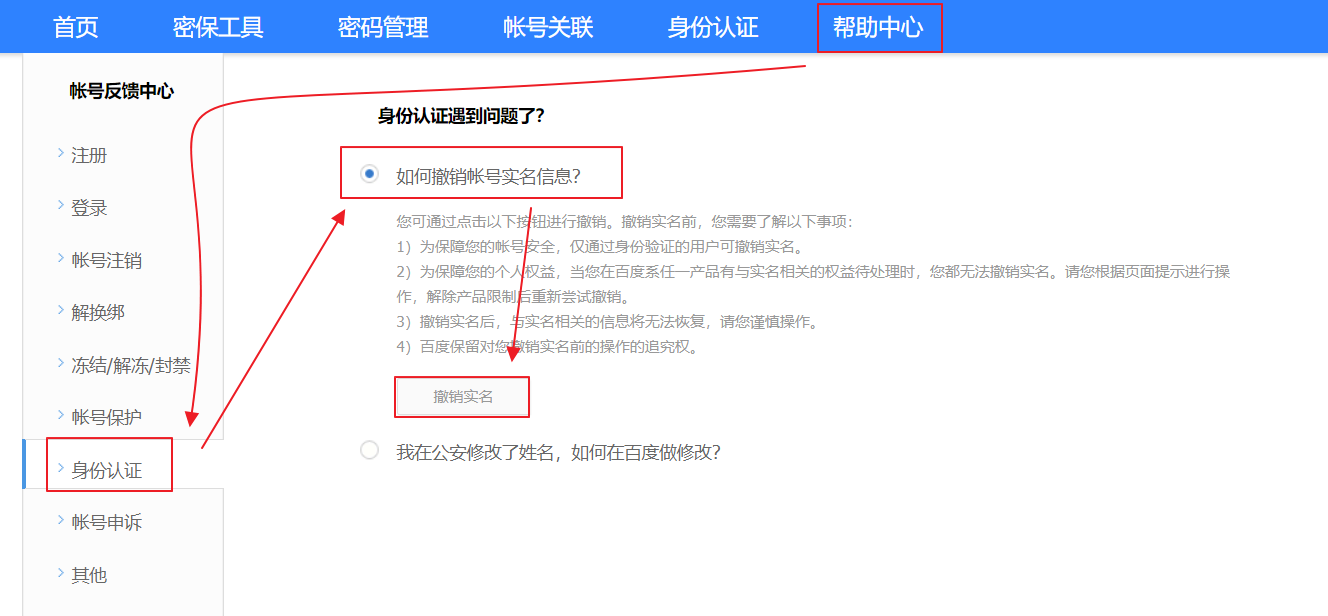 首页 密保工具 密码管理 帐号关联 身份认证 帮助中心
帐号反馈中心
注册
登录
帐号注销
解换绑
冻结/解冻/封禁
帐号保护
身份认证
帐号申诉
其他
身份认证遇到问题了?
如何撤销帐号实名信息?
您可通过点击以下按钮进行撤销。撤销实名前，您需要了解以下事项：
1）为保障您的帐号安全，仅通过身份验证的用户可撤销实名。
2）为保障您的个人权益，当您在百度系任一产品有与实名相关的权益待处理时，您都无法撤销实名。请您根据页面提示进行操
作，解除产品限制后重新尝试撤销。
3）撤销实名后，与实名相关的信息将无法恢复，请您谨慎操作。
4）百度保留对您撤销实名前的操作的追究权。
撤销实名
我在公安修改了姓名，如何在百度做修改?